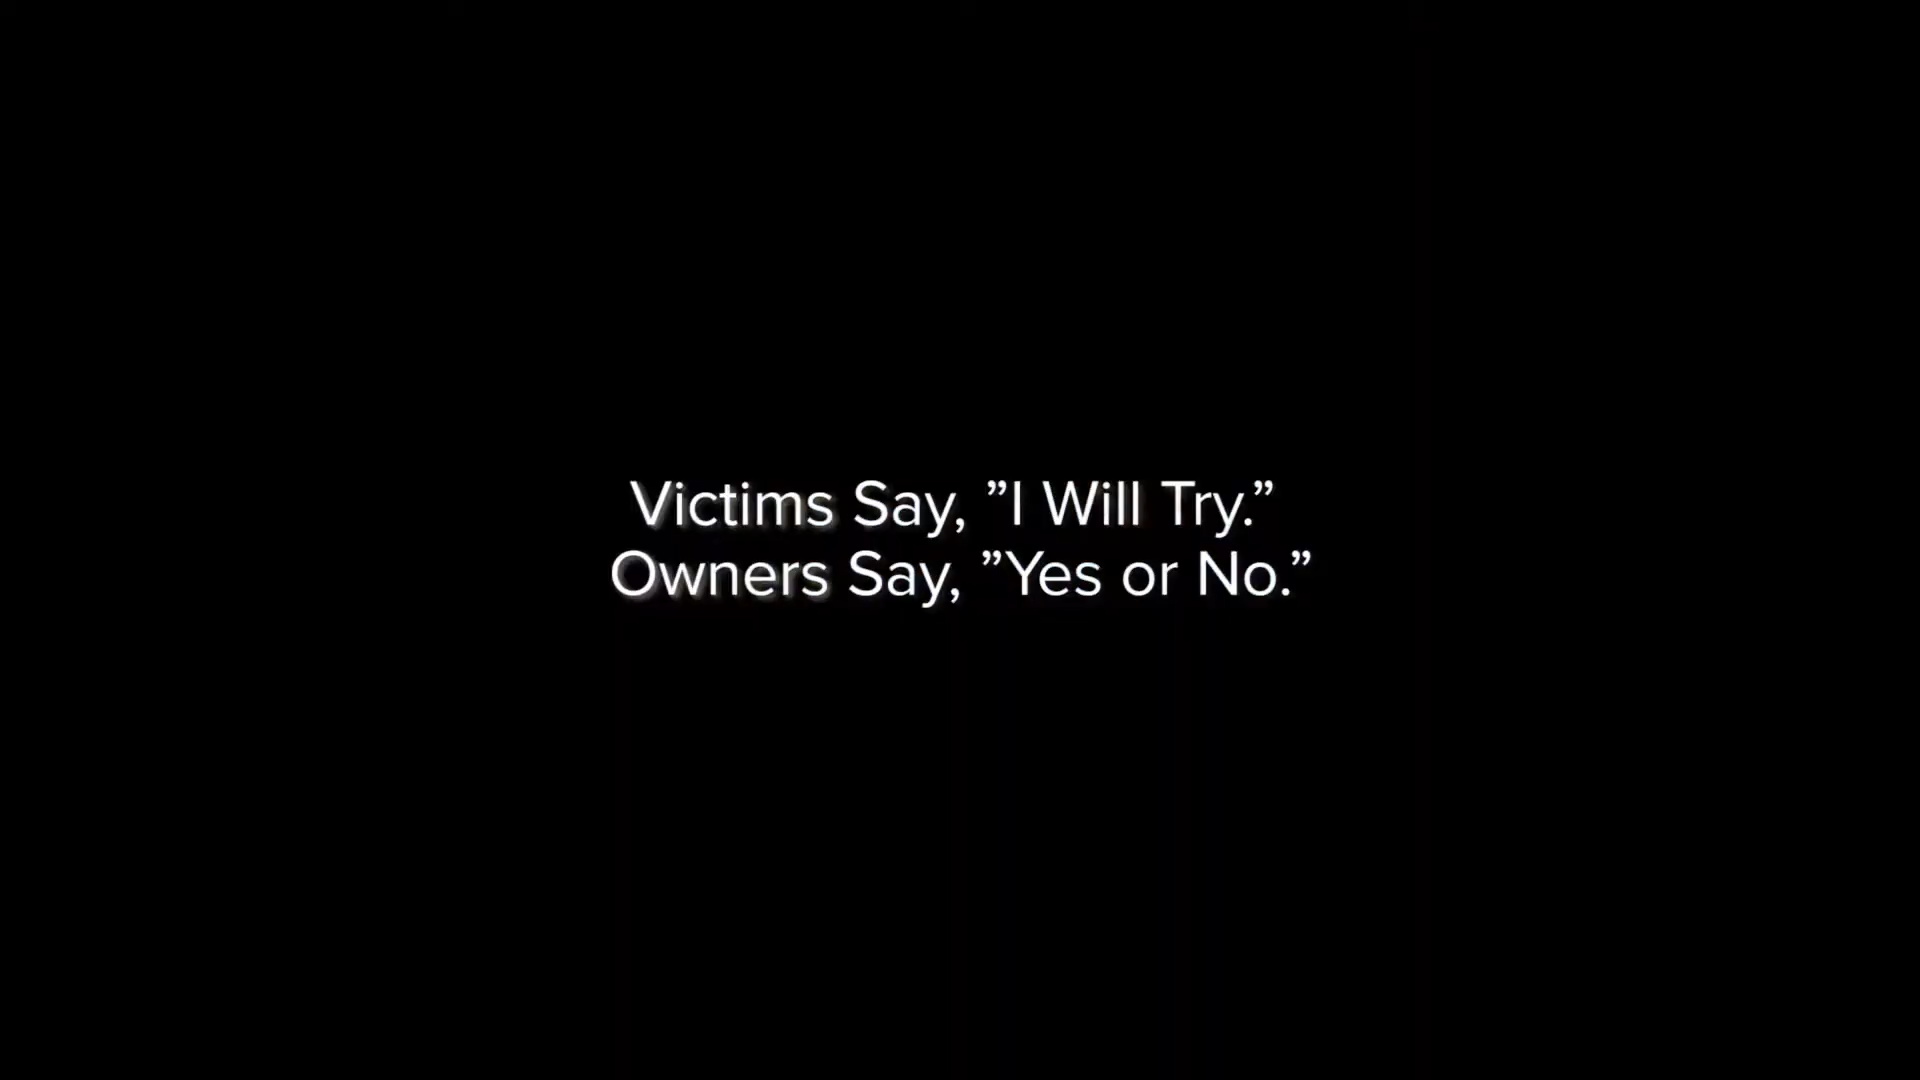 Victims Say, ”I Will Try.”
Owners Say, ”Yes or No.”